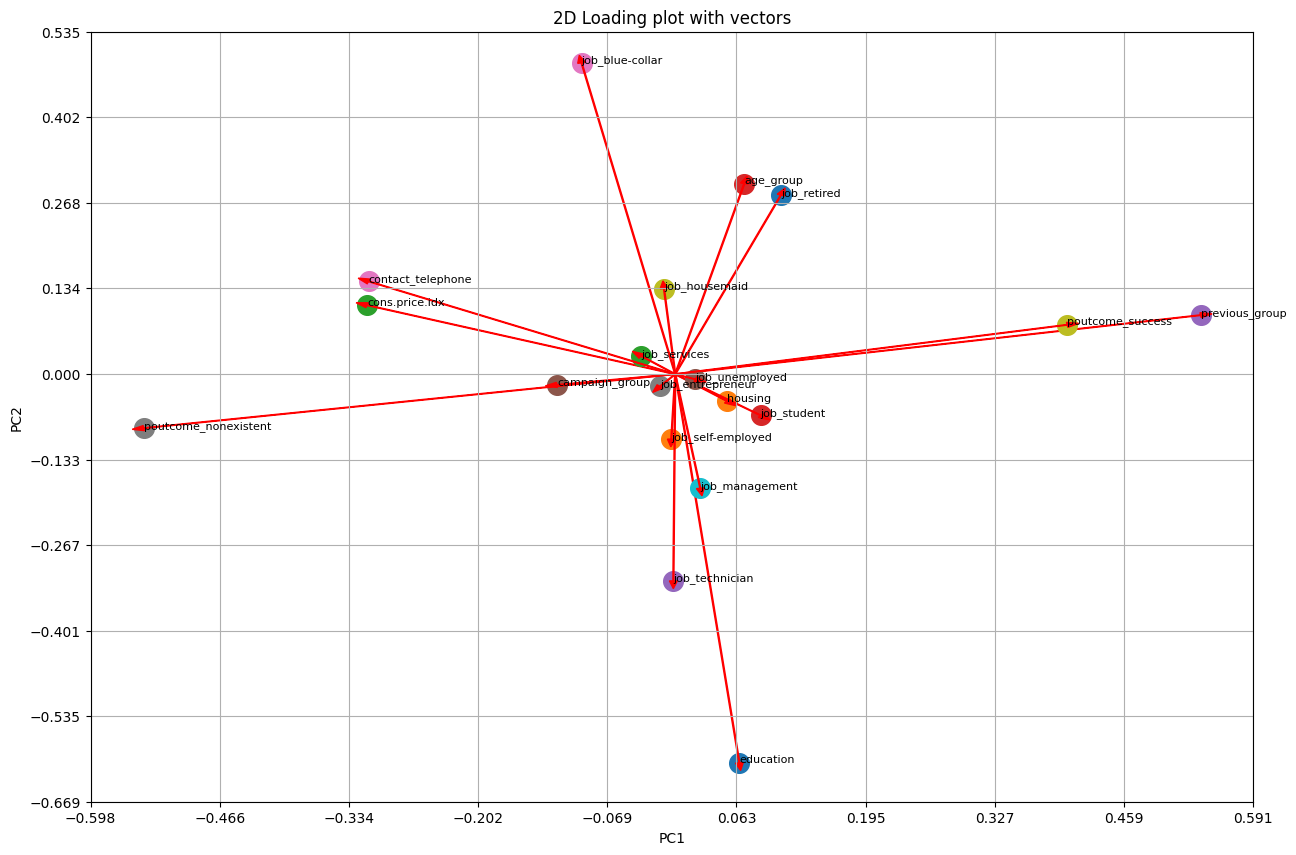 2D Loading plot with vectors
0.535
job_blue-collar
0.402
age_group
job_retired
0.268
contact_telephone
job_housemaid
0.134
cons.price.idx
previous_group
poutcome_success
job_services
0.000
job_unemployed
campaign_group
job_entrepreneur
housing
job_student
PC2
poutcome_nonexistent
job_self-employed
−0.133
job_management
−0.267
job_technician
−0.401
−0.535
education
−0.669
−0.598 −0.466 −0.334 −0.202 −0.069 0.063 0.195 0.327 0.459 0.591
PC1